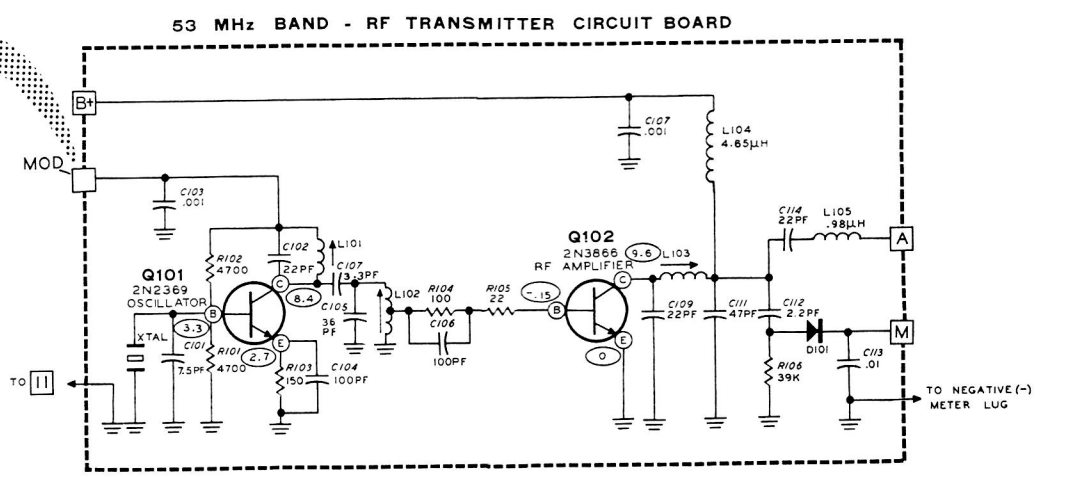 53 MHz BAND - RF TRANSMITTER CIRCUIT BOARD
B+
C107
.001
L104
4.65μH
MOD
C103
.001
C114
22PF
L105
.98μH
A
R102
4700
C102
22PF
L101
C107
3.3PF
Q101
2N2369
OSCILLATOR
C
8.4
B
3.3
E
2.7
XTAL
C101
7.5PF
R101
4700
R103
150
C104
100PF
C105
36
PF
L102
R104
100
C106
100PF
R105
22
Q102
2N3866
RF AMPLIFIER
9.6
L103
-.15
B
C
E
0
C109
22PF
C111
47PF
C112
2.2PF
D101
M
R106
39K
C113
.01
TO 11
TO NEGATIVE (-)
METER LUG